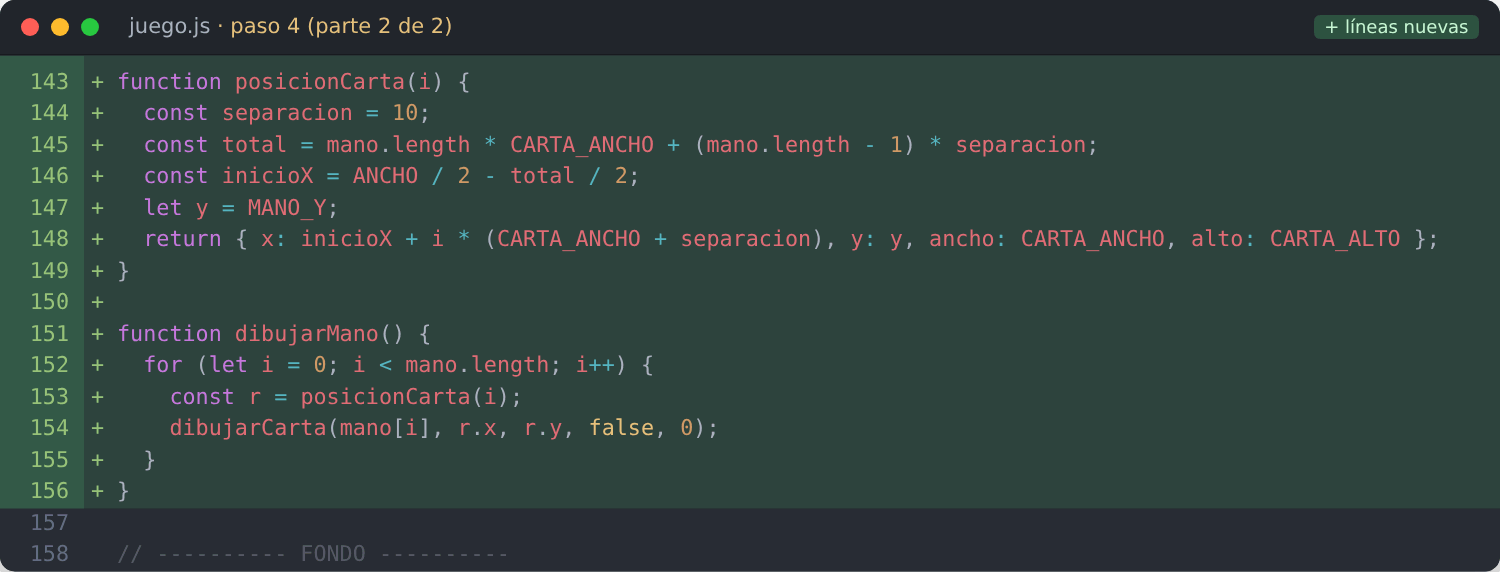 juego.js · paso 4 (parte 2 de 2)
+ líneas nuevas
143 + function posicionCarta(i) {
144 +   const separacion = 10;
145 +   const total = mano.length * CARTA_ANCHO + (mano.length - 1) * separacion;
146 +   const inicioX = ANCHO / 2 - total / 2;
147 +   let y = MANO_Y;
148 +   return { x: inicioX + i * (CARTA_ANCHO + separacion), y: y, ancho: CARTA_ANCHO, alto: CARTA_ALTO };
149 + }
150 +
151 + function dibujarMano() {
152 +   for (let i = 0; i < mano.length; i++) {
153 +     const r = posicionCarta(i);
154 +     dibujarCarta(mano[i], r.x, r.y, false, 0);
155 +   }
156 + }
157
158   // ---------- FONDO ----------